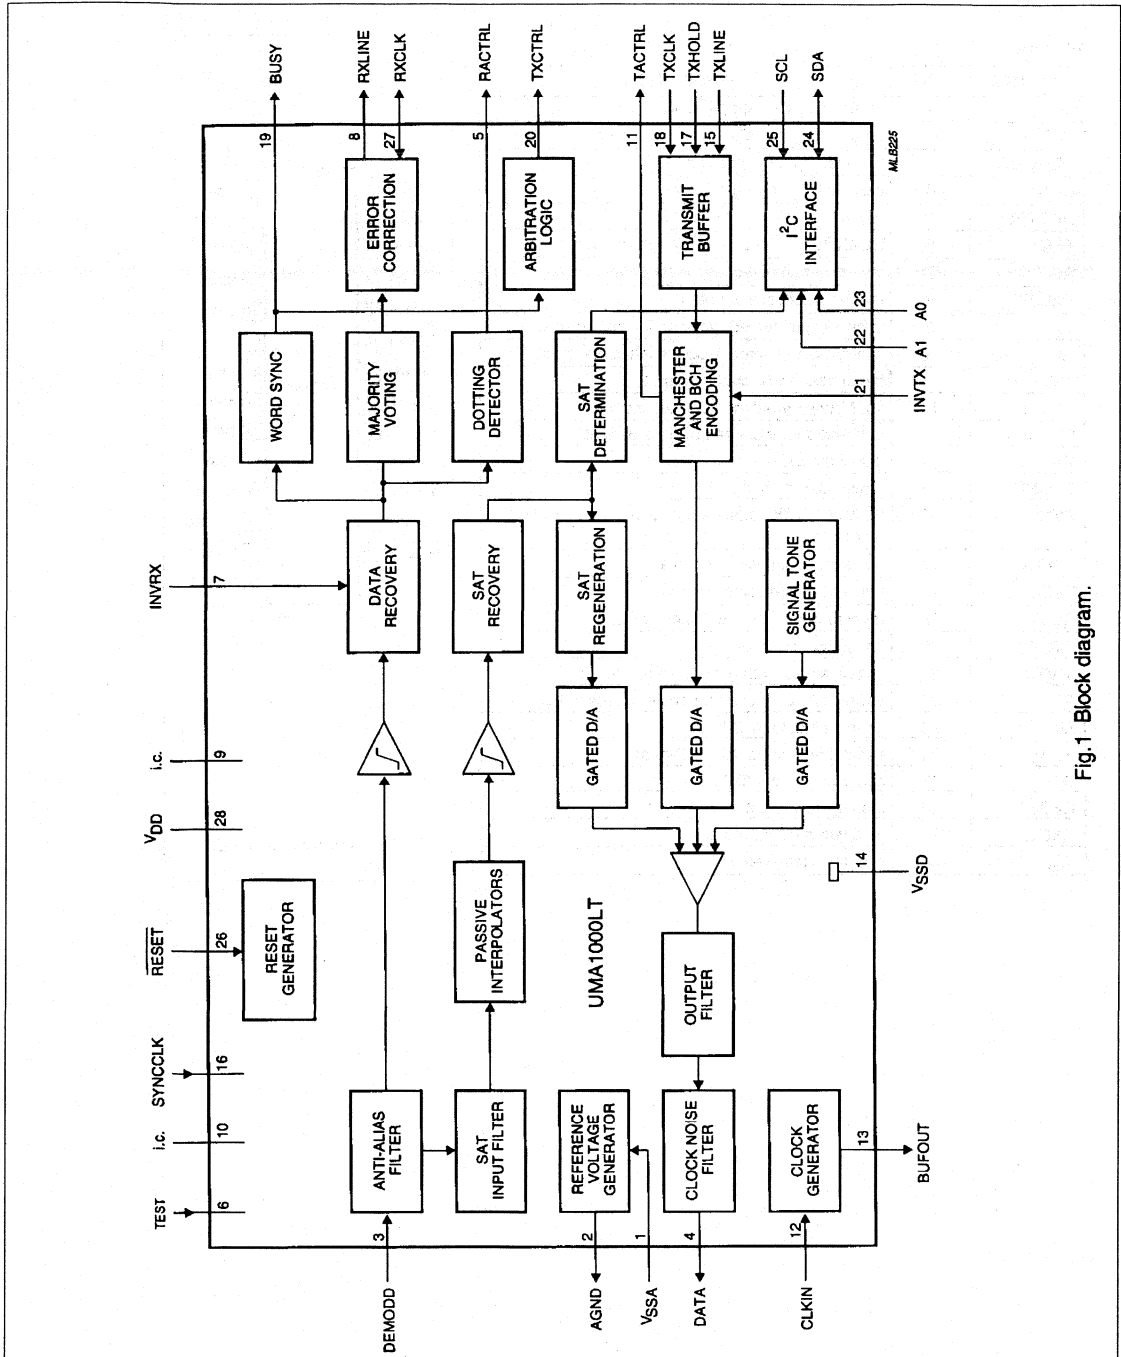 TEST
i.c.
SYNCCLK
RESET
VDD
i.c.
INVRX
6
10
16
26
28
9
7
RESET
GENERATOR
WORD SYNC
19
BUSY
DEMODD
3
ANTI-ALIAS
FILTER
DATA
RECOVERY
MAJORITY
VOTING
ERROR
CORRECTION
8
RXLINE
27
RXCLK
SAT
INPUT FILTER
PASSIVE
INTERPOLATORS
SAT
RECOVERY
DOTTING
DETECTOR
5
RACTRL
ARBITRATION
LOGIC
20
TXCTRL
AGND
2
REFERENCE
VOLTAGE
GENERATOR
VSSA
1
UMA1000LT
GATED D/A
SAT
REGENERATION
SAT
DETERMINATION
11
TACTRL
DATA
4
CLOCK NOISE
FILTER
OUTPUT
FILTER
GATED D/A
MANCHESTER
AND BCH
ENCODING
TRANSMIT
BUFFER
18
TXCLK
17
TXHOLD
15
TXLINE
CLKIN
12
CLOCK
GENERATOR
GATED D/A
SIGNAL TONE
GENERATOR
I2C
INTERFACE
25
SCL
24
SDA
13
BUFOUT
14
VSSD
21
INVTX
22
A1
23
A0
MLB225
Fig.1 Block diagram.